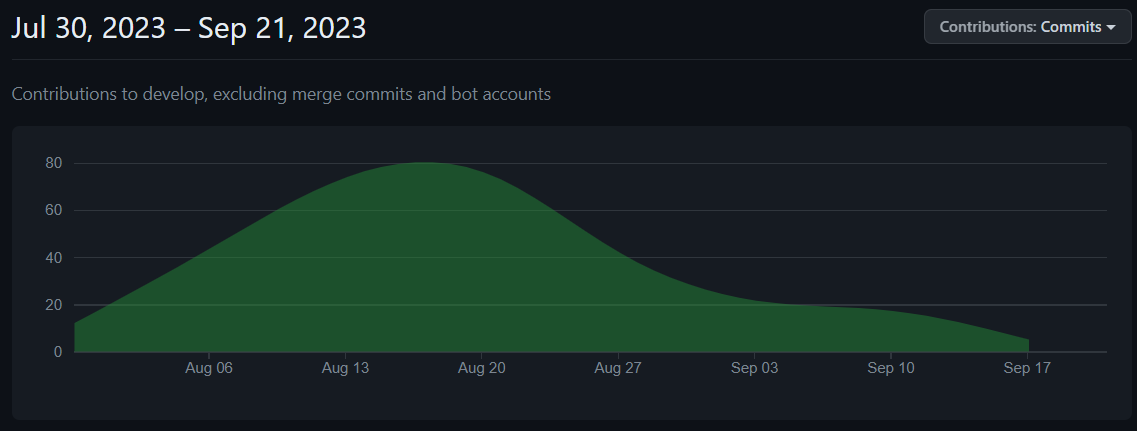 Jul 30, 2023 – Sep 21, 2023
Contributions: Commits
Contributions to develop, excluding merge commits and bot accounts
80
60
40
20
0
Aug 06 Aug 13 Aug 20 Aug 27 Sep 03 Sep 10 Sep 17